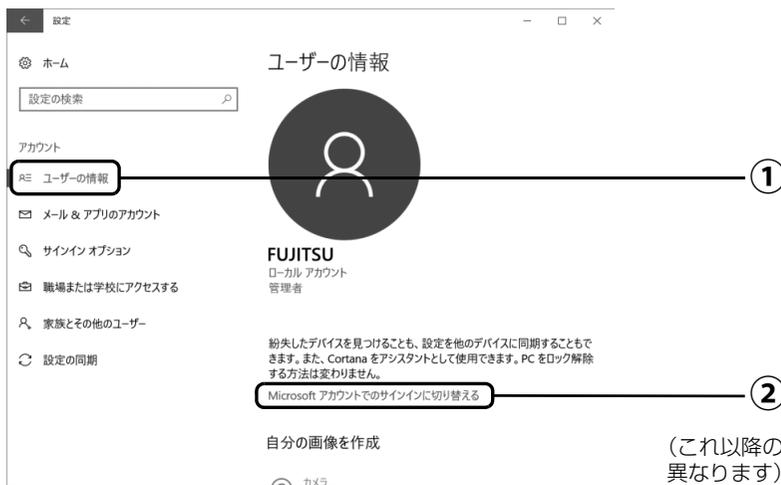 設定
ホーム
設定の検索
アカウント
ユーザーの情報
メール & アプリのアカウント
サインイン オプション
職場または学校にアクセスする
家族とその他のユーザー
設定の同期
ユーザーの情報
FUJITSU
ローカル アカウント
管理者
紛失したデバイスを見つけることも、設定を他のデバイスに同期することもで
きます。また、Cortana をアシスタントとして使用できます。PC をロック解除
する方法は変わりません。
Microsoft アカウントでのサインインに切り替える
自分の画像を作成
カメラ
①
②
（これ以降の
異なります）